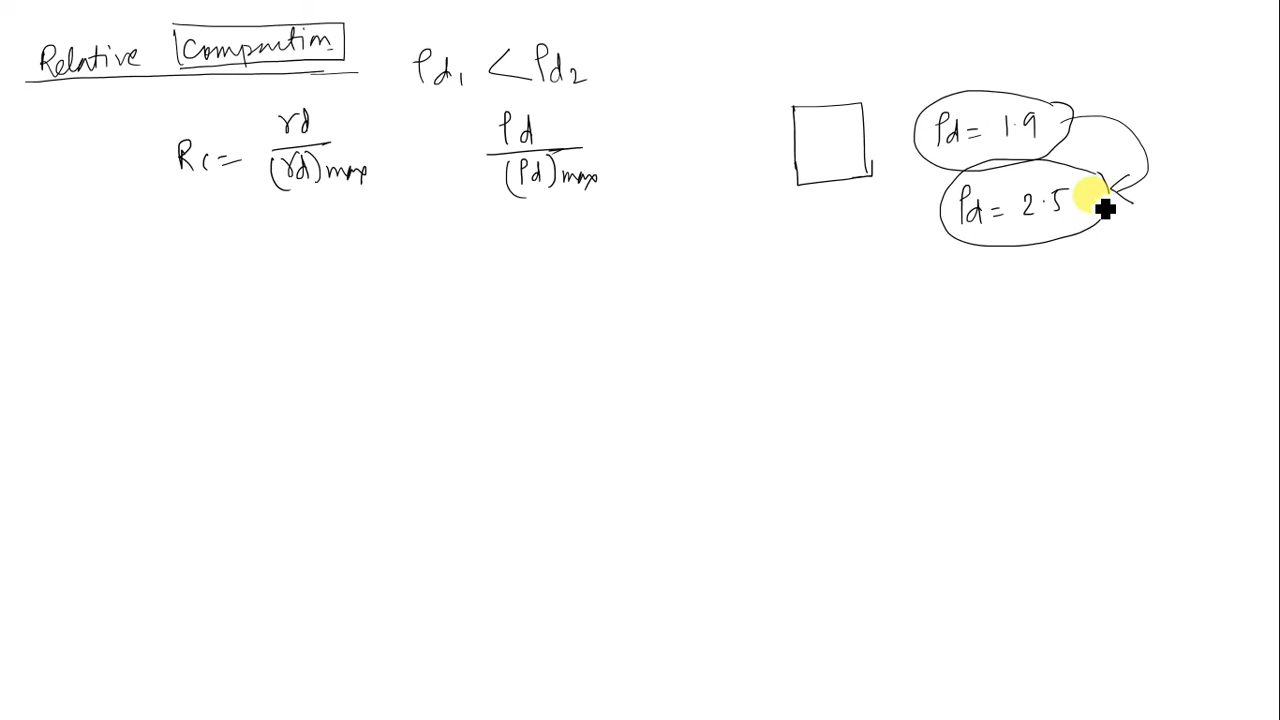 Relative Compaction
ρd1 < ρd2
Rc = γd / (γd)max
ρd / (ρd)max
ρd = 1.9
ρd = 2.5